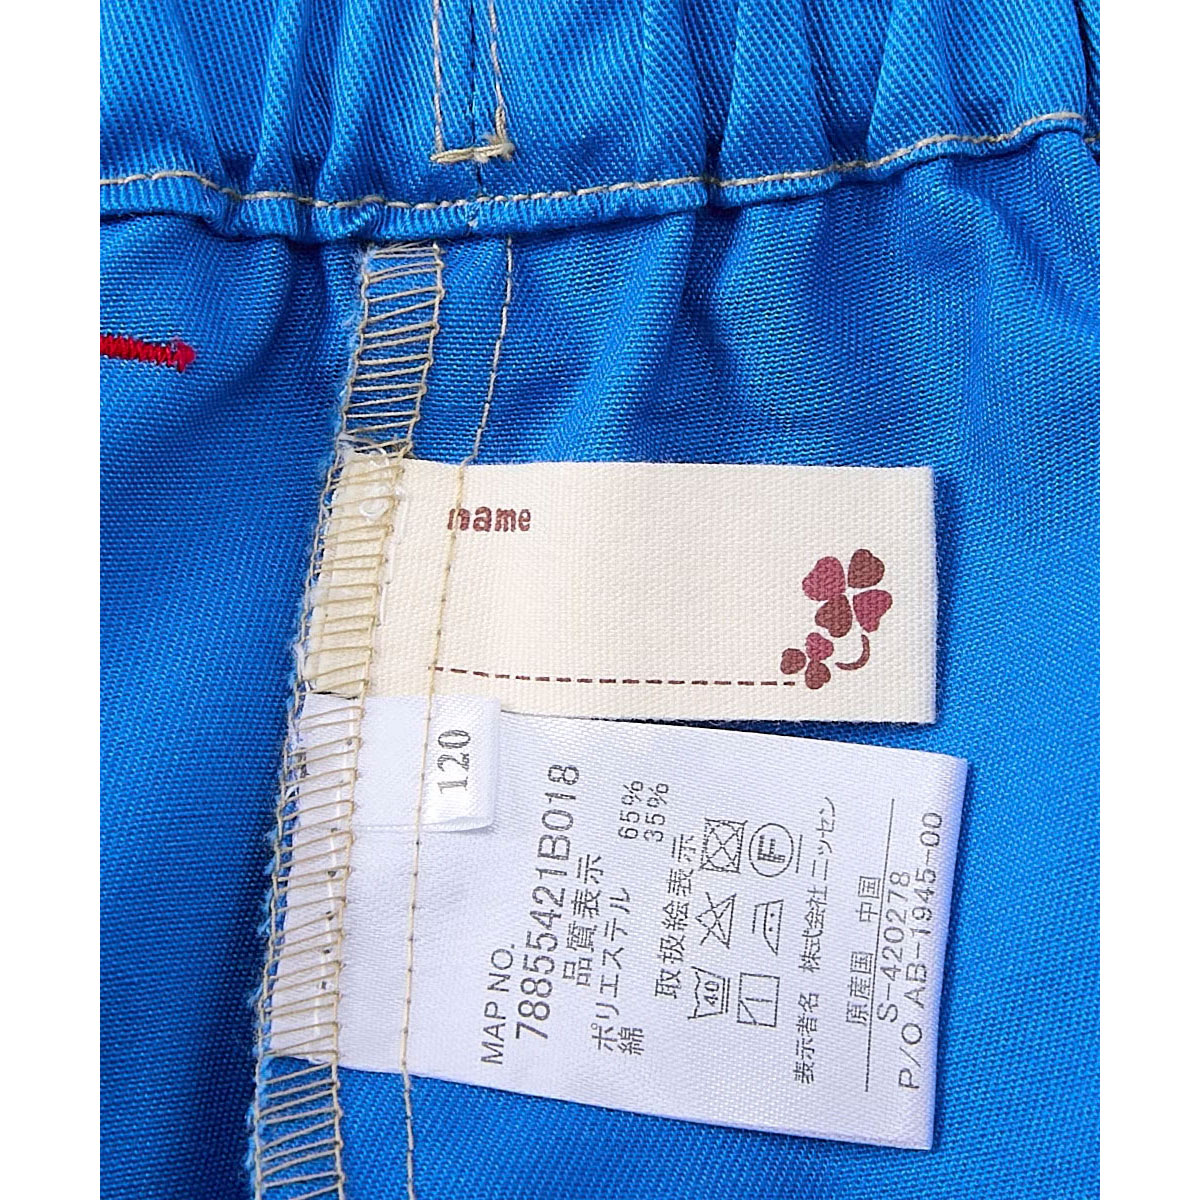 name
120
MAP NO.
78855421B018
品質表示
ポリエステル 65%
綿 35%
取扱絵表示
40
F
表示者名 株式会社ニッセン
原産国 中国
S-420278
P/O AB-1945-00